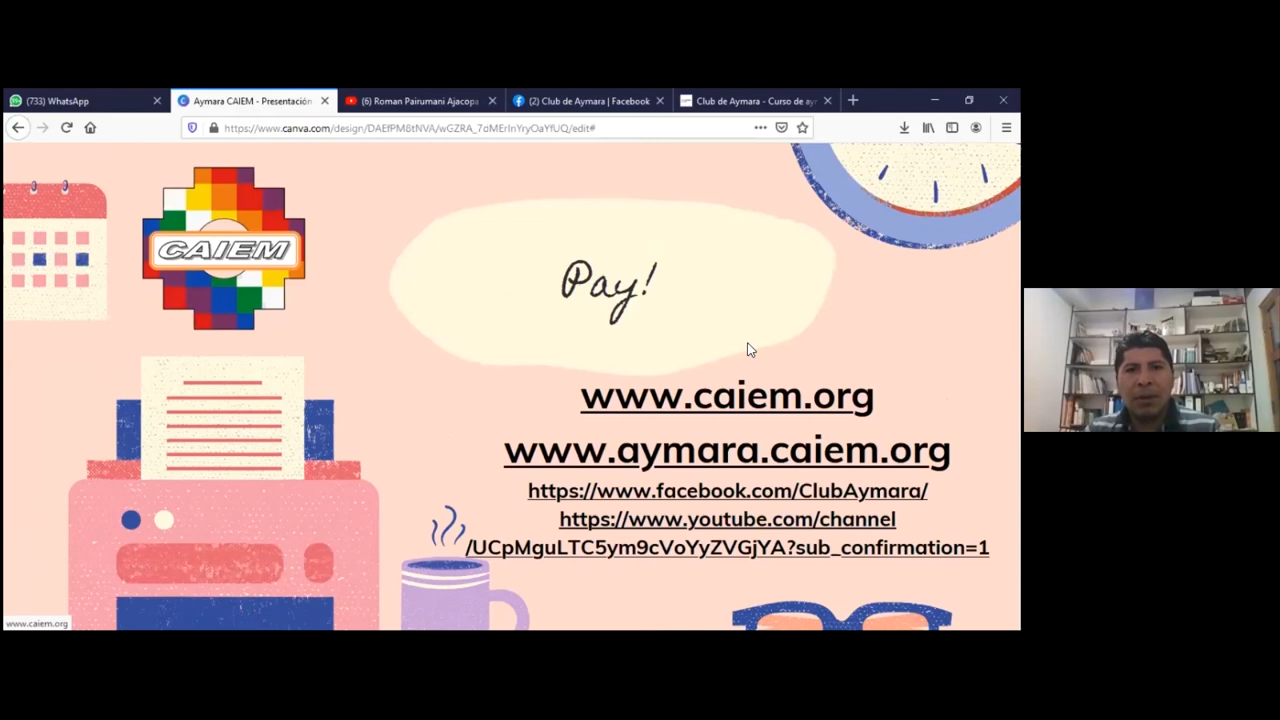 (733) WhatsApp
Aymara CAIEM - Presentación
(6) Roman Pairumani Ajacopa
(2) Club de Aymara | Facebook
Club de Aymara - Curso de ayr
https://www.canva.com/design/DAEfPM8tNVA/wGZRA_7oMErlnYryOaYfUQ/edit#
CAIEM
Pay!
www.caiem.org
www.aymara.caiem.org
https://www.facebook.com/ClubAymara/
https://www.youtube.com/channel
/UCpMguLTC5ym9cVoYyZVGjYA?sub_confirmation=1
www.caiem.org